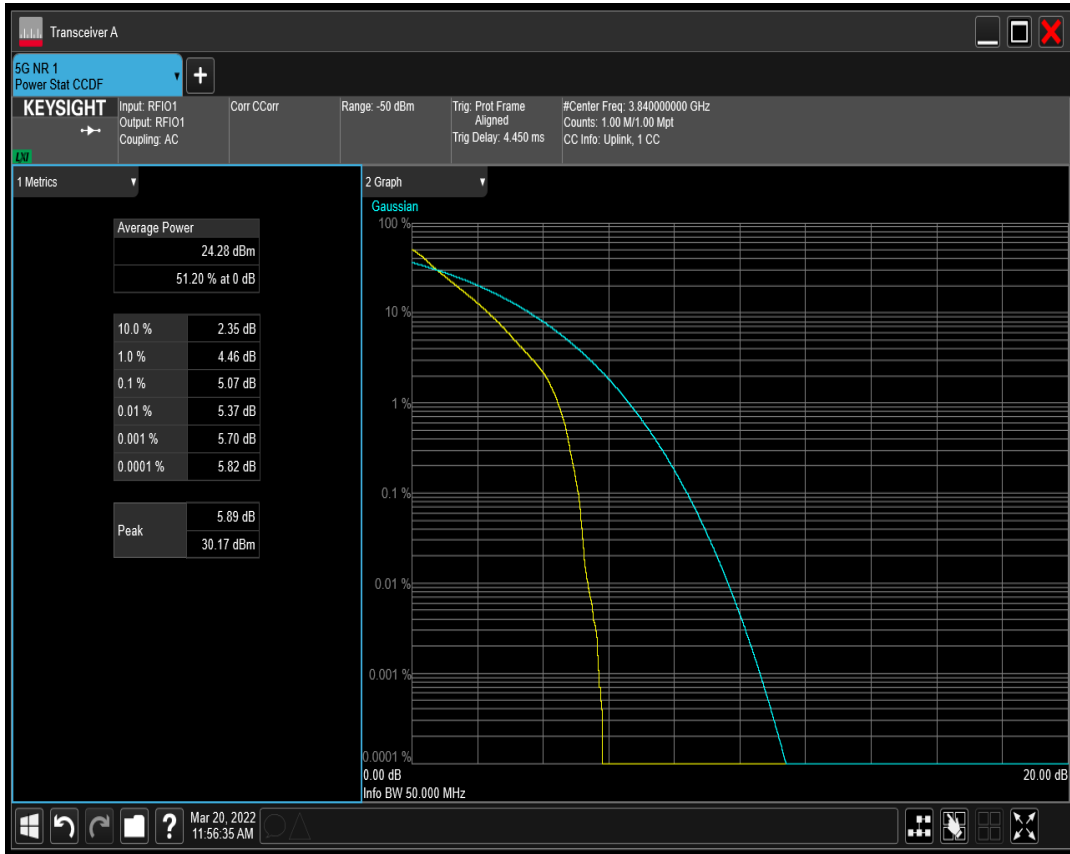 Transceiver A
5G NR 1
Power Stat CCDF
+
KEYSIGHT
LXI
Input: RFIO1
Output: RFIO1
Coupling: AC
Corr CCorr
Range: -50 dBm
Trig: Prot Frame
Aligned
Trig Delay: 4.450 ms
#Center Freq: 3.840000000 GHz
Counts: 1.00 M/1.00 Mpt
CC Info: Uplink, 1 CC
1 Metrics
Average Power
24.28 dBm
51.20 % at 0 dB
10.0 % 2.35 dB
1.0 % 4.46 dB
0.1 % 5.07 dB
0.01 % 5.37 dB
0.001 % 5.70 dB
0.0001 % 5.82 dB
Peak
5.89 dB
30.17 dBm
2 Graph
Gaussian
100 %
10 %
1 %
0.1 %
0.01 %
0.001 %
0.0001 %
0.00 dB 20.00 dB
Info BW 50.000 MHz
?
Mar 20, 2022
11:56:35 AM